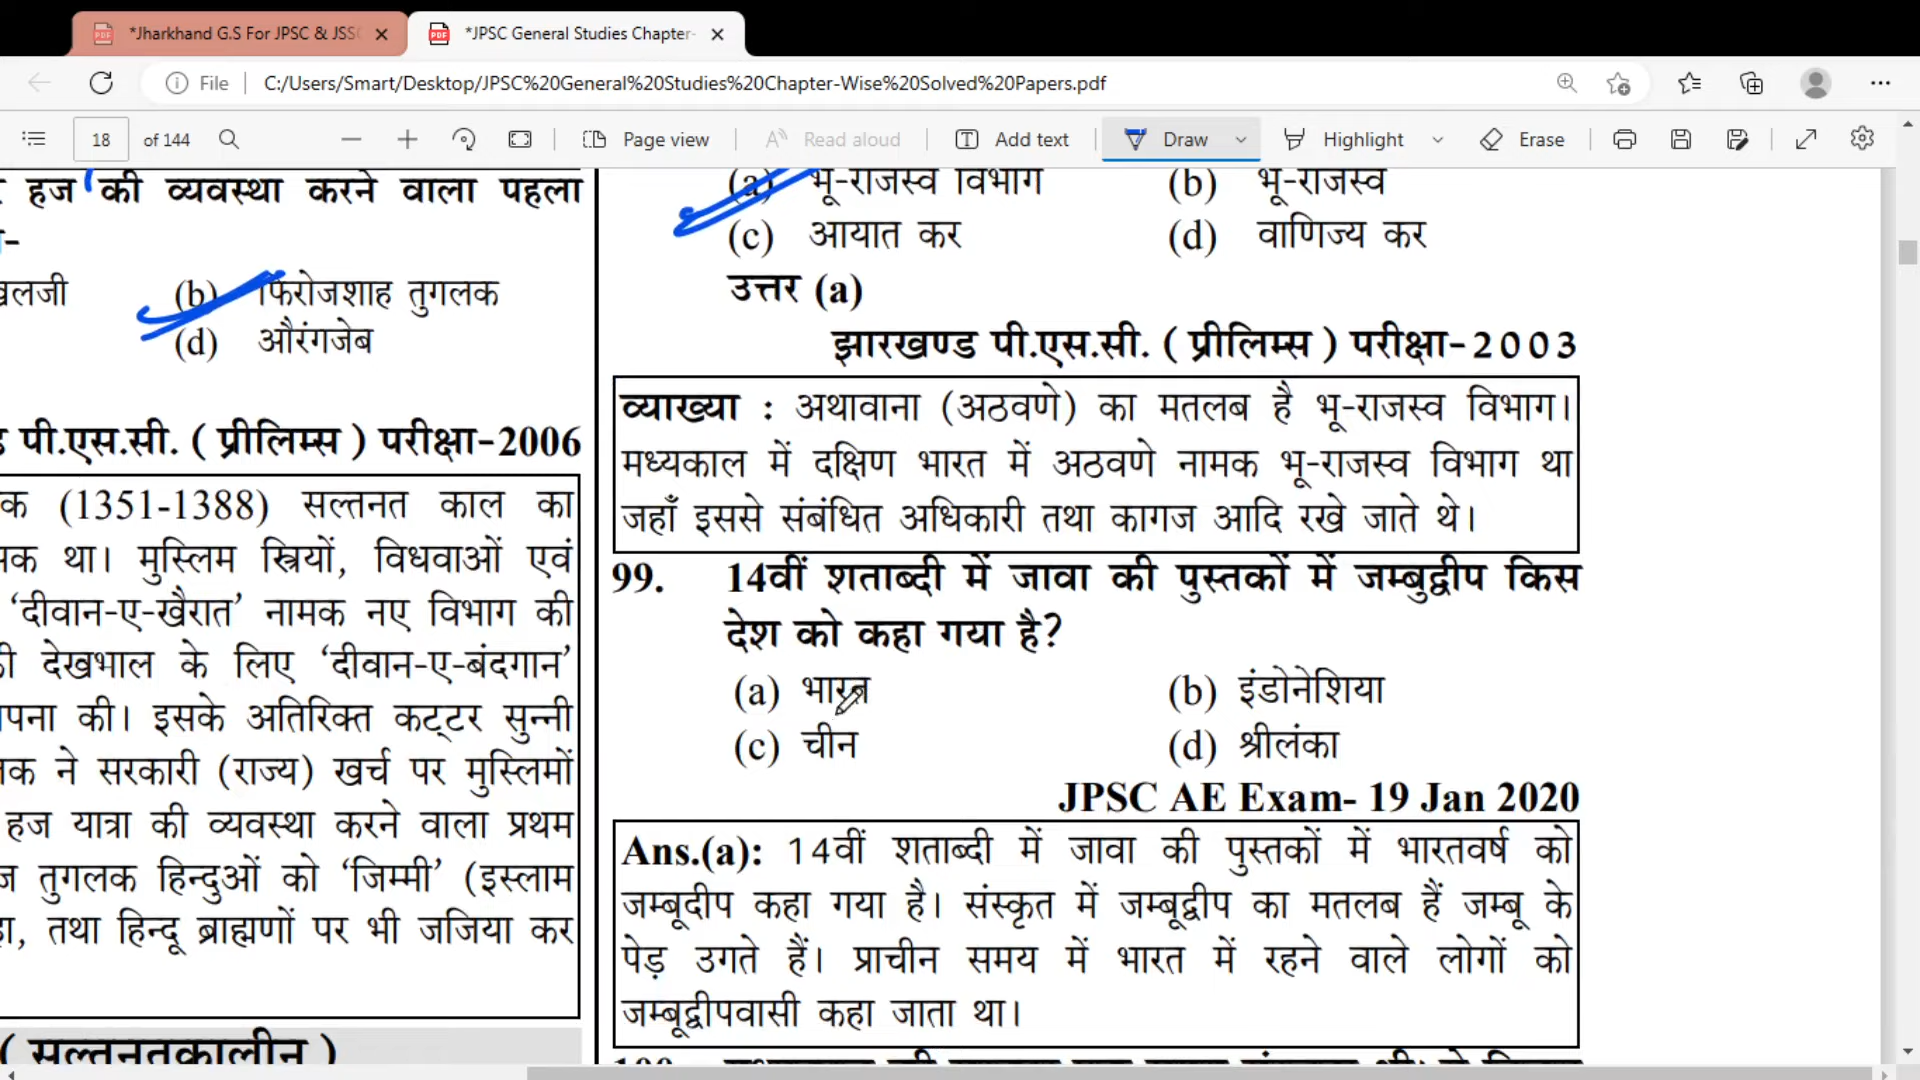 *Jharkhand G.S For JPSC & JSSC
*JPSC General Studies Chapter-
File
C:/Users/Smart/Desktop/JPSC%20General%20Studies%20Chapter-Wise%20Solved%20Papers.pdf
18 of 144
Page view
Read aloud
Add text
Draw
Highlight
Erase
हज की व्यवस्था करने वाला पहला
(b) फिरोजशाह तुगलक
(d) औरंगजेब
पी.एस.सी. ( प्रीलिम्स ) परीक्षा-2006
क (1351-1388) सल्तनत काल का
सक था। मुस्लिम स्त्रियों, विधवाओं एवं
‘दीवान-ए-खैरात’ नामक नए विभाग की
देखभाल के लिए ‘दीवान-ए-बंदगान’
पना की। इसके अतिरिक्त कट्टर सुन्नी
क ने सरकारी (राज्य) खर्च पर मुस्लिमों
हज यात्रा की व्यवस्था करने वाला प्रथम
ज तुगलक हिन्दुओं को ‘जिम्मी’ (इस्लाम
तथा हिन्दू ब्राह्मणों पर भी जजिया कर
( सल्तनतकालीन )
(a) भू-राजस्व विभाग (b) भू-राजस्व
(c) आयात कर (d) वाणिज्य कर
उत्तर (a)
झारखण्ड पी.एस.सी. ( प्रीलिम्स ) परीक्षा-2003
व्याख्या : अथावाना (अठवणे) का मतलब है भू-राजस्व विभाग।
मध्यकाल में दक्षिण भारत में अठवणे नामक भू-राजस्व विभाग था
जहाँ इससे संबंधित अधिकारी तथा कागज आदि रखे जाते थे।
99. 14वीं शताब्दी में जावा की पुस्तकों में जम्बुद्वीप किस
देश को कहा गया है?
(a) भारत (b) इंडोनेशिया
(c) चीन (d) श्रीलंका
JPSC AE Exam- 19 Jan 2020
Ans.(a): 14वीं शताब्दी में जावा की पुस्तकों में भारतवर्ष को
जम्बूदीप कहा गया है। संस्कृत में जम्बूद्वीप का मतलब हैं जम्बू के
पेड़ उगते हैं। प्राचीन समय में भारत में रहने वाले लोगों को
जम्बूद्वीपवासी कहा जाता था।